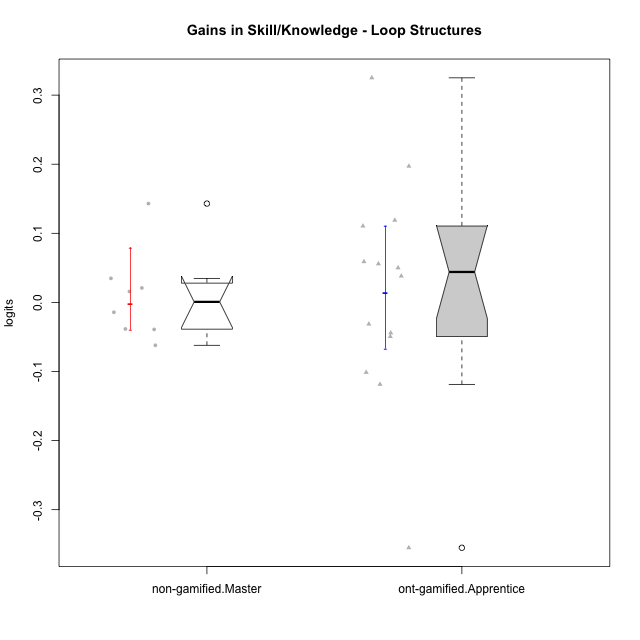 Gains in Skill/Knowledge - Loop Structures
logits
0.3
0.2
0.1
0.0
-0.1
-0.2
-0.3
non-gamified.Master
ont-gamified.Apprentice